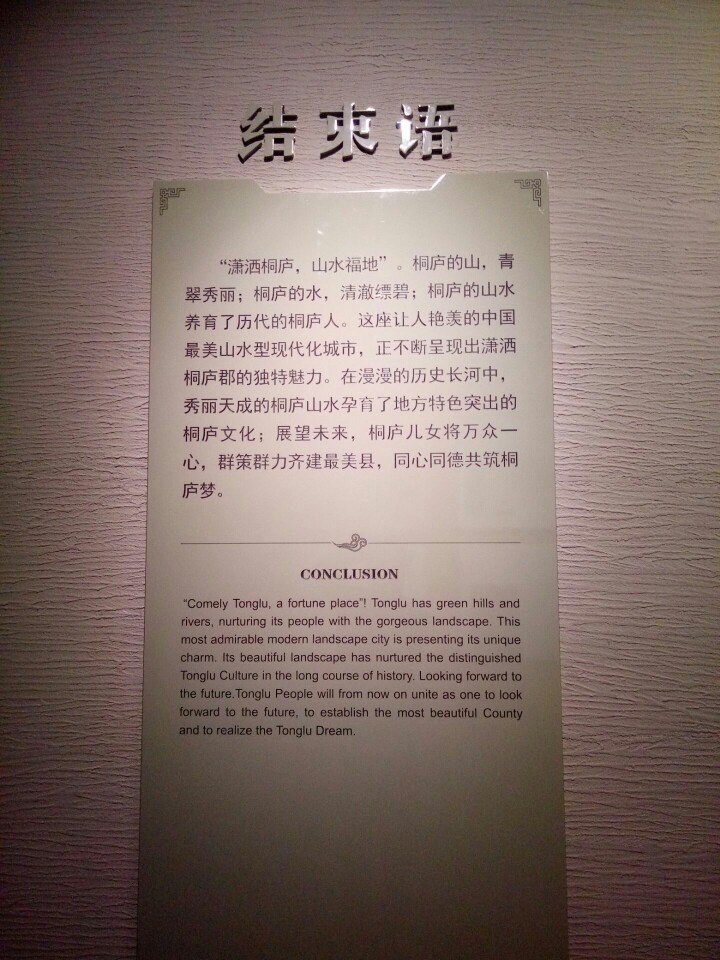 结束语
“潇洒桐庐，山水福地”。桐庐的山，青
翠秀丽；桐庐的水，清澈缥碧；桐庐的山水
养育了历代的桐庐人。这座让人艳羡的中国
最美山水型现代化城市，正不断呈现出潇洒
桐庐郡的独特魅力。在漫漫的历史长河中，
秀丽天成的桐庐山水孕育了地方特色突出的
桐庐文化；展望未来，桐庐儿女将万众一
心，群策群力齐建最美县，同心同德共筑桐
庐梦。
CONCLUSION
“Comely Tonglu, a fortune place”! Tonglu has green hills and
rivers, nurturing its people with the gorgeous landscape. This
most admirable modern landscape city is presenting its unique
charm. Its beautiful landscape has nurtured the distinguished
Tonglu Culture in the long course of history. Looking forward to
the future.Tonglu People will from now on unite as one to look
forward to the future, to establish the most beautiful County
and to realize the Tonglu Dream.